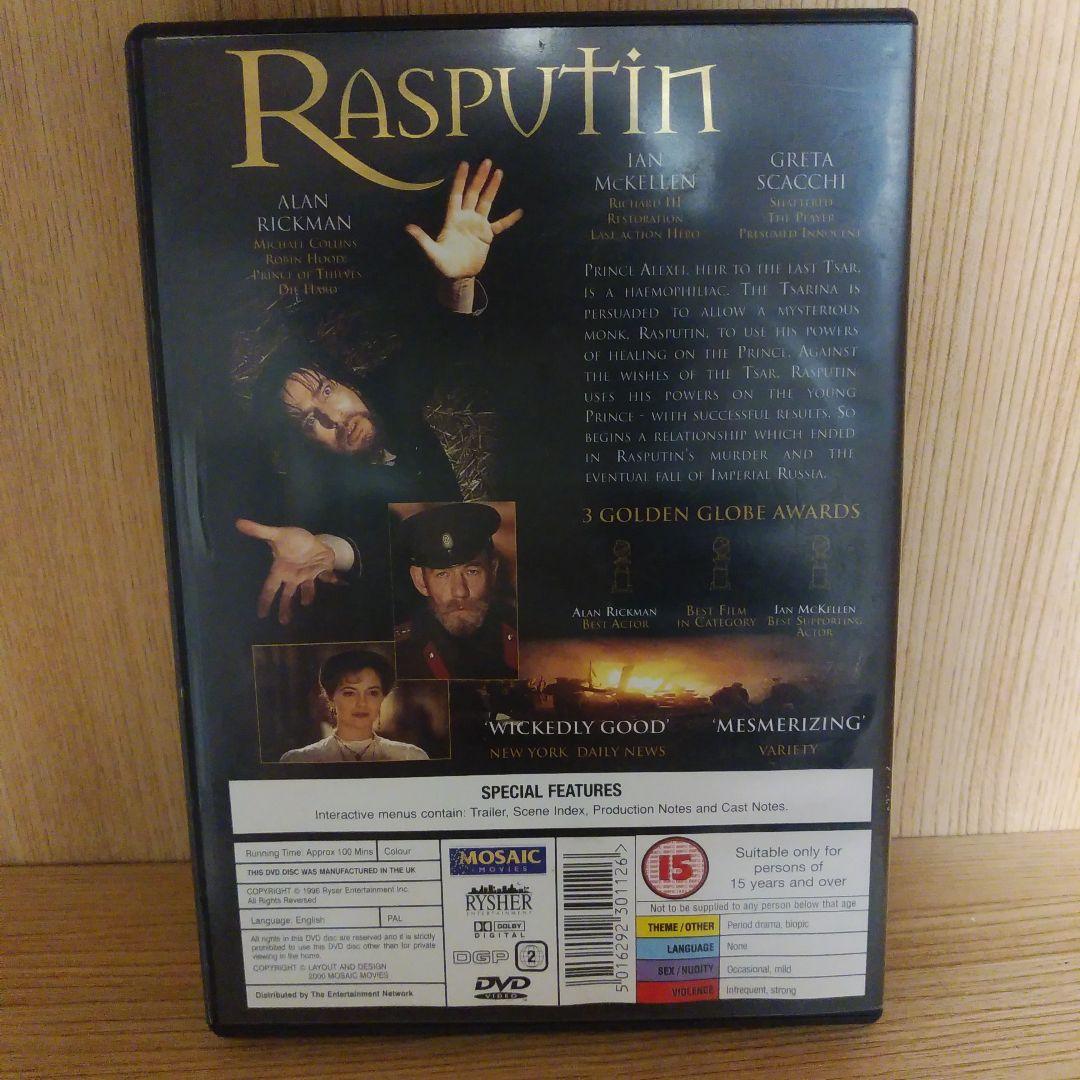 RASPUTIN
ALAN
RICKMAN
MICHAEL COLLINS
ROBIN HOOD:
PRINCE OF THIEVES
DIE HARD
IAN
McKELLEN
RICHARD III
RESTORATION
LAST ACTION HERO
GRETA
SCACCHI
SHATTERED
THE PLAYER
PRESUMED INNOCENT
PRINCE ALEXEI, HEIR TO THE LAST TSAR,
IS A HAEMOPHILIAC. THE TSARINA IS
PERSUADED TO ALLOW A MYSTERIOUS
MONK, RASPUTIN, TO USE HIS POWERS
OF HEALING ON THE PRINCE. AGAINST
THE WISHES OF THE TSAR, RASPUTIN
USES HIS POWERS ON THE YOUNG
PRINCE - WITH SUCCESSFUL RESULTS. SO
BEGINS A RELATIONSHIP WHICH ENDED
IN RASPUTIN'S MURDER AND THE
EVENTUAL FALL OF IMPERIAL RUSSIA.
3 GOLDEN GLOBE AWARDS
ALAN RICKMAN
BEST ACTOR
BEST FILM
IN CATEGORY
IAN McKELLEN
BEST SUPPORTING
ACTOR
'WICKEDLY GOOD'
NEW YORK DAILY NEWS
'MESMERIZING'
VARIETY
SPECIAL FEATURES
Interactive menus contain: Trailer, Scene Index, Production Notes and Cast Notes.
Running Time: Approx 100 Mins
Colour
THIS DVD DISC WAS MANUFACTURED IN THE UK
COPYRIGHT © 1996 Ryser Entertainment Inc.
All Rights Reversed
Language: English
PAL
All rights in this DVD disc are reserved and it is strictly
prohibited to use this DVD disc other than for private
viewing in the home.
COPYRIGHT © LAYOUT AND DESIGN
2000 MOSAIC MOVIES
Distributed by The Entertainment Network
MOSAIC
MOVIES
RYSHER
ENTERTAINMENT
DOLBY
DIGITAL
DGP
2
DVD
VIDEO
5016292301126
15
Suitable only for
persons of
15 years and over
Not to be supplied to any person below that age
THEME / OTHER
Period drama, biopic
LANGUAGE
None
SEX / NUDITY
Occasional, mild
VIOLENCE
Infrequent, strong